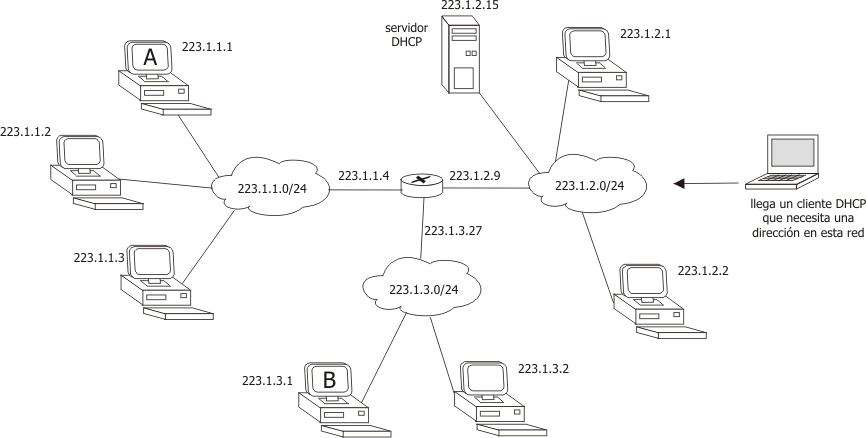 223.1.2.15
servidor
DHCP
223.1.2.1
A
223.1.1.1
223.1.1.2
223.1.1.0/24
223.1.1.4
223.1.2.9
223.1.2.0/24
llega un cliente DHCP
que necesita una
dirección en esta red
223.1.3.27
223.1.1.3
223.1.2.2
223.1.3.0/24
223.1.3.1
B
223.1.3.2